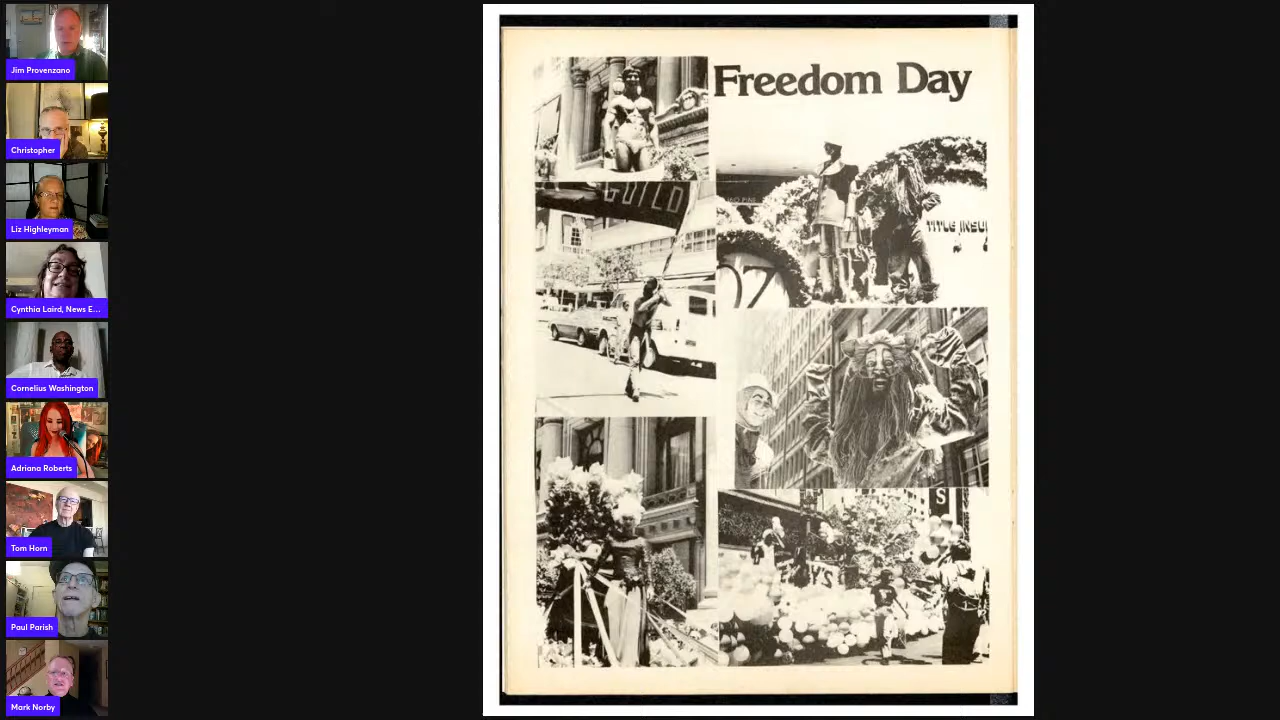 Jim Provenzano
Christopher
Liz Highleyman
Cynthia Laird, News E...
Cornelius Washington
Adriana Roberts
Tom Horn
Paul Parish
Mark Norby
Freedom Day
GUILD
07
TITLE INSU
S